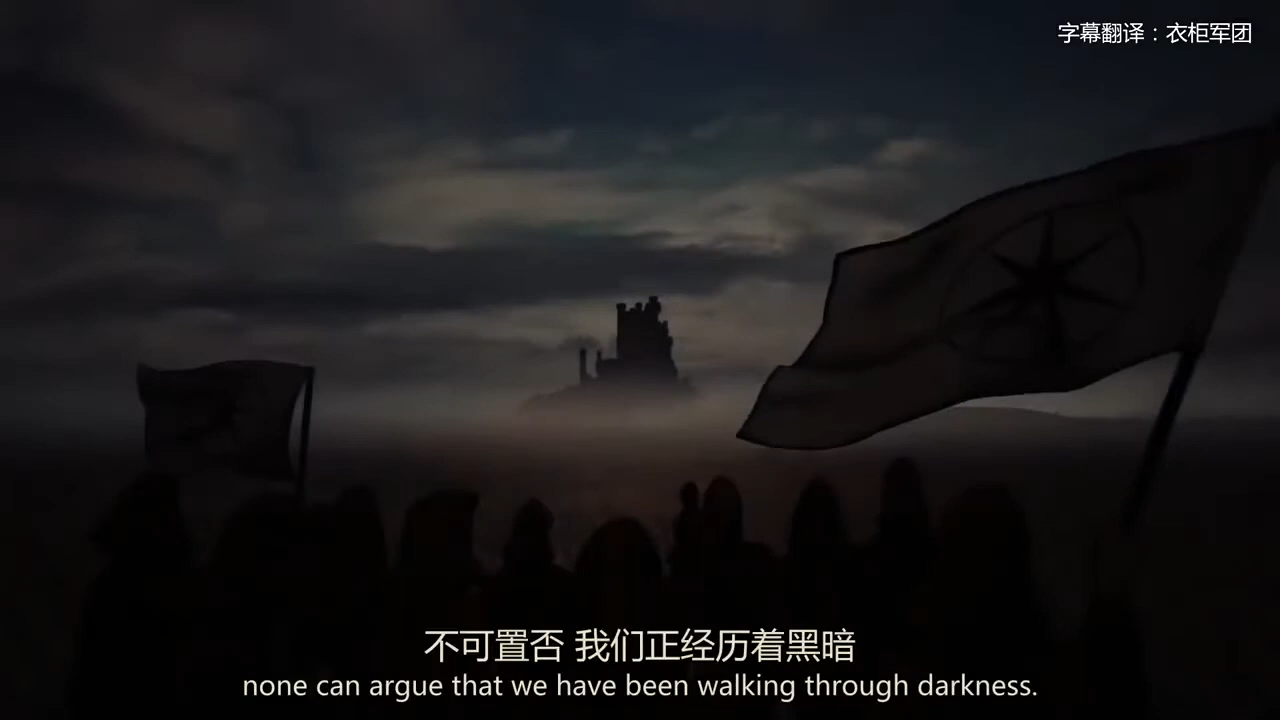 字幕翻译：衣柜军团
不可置否 我们正经历着黑暗
none can argue that we have been walking through darkness.